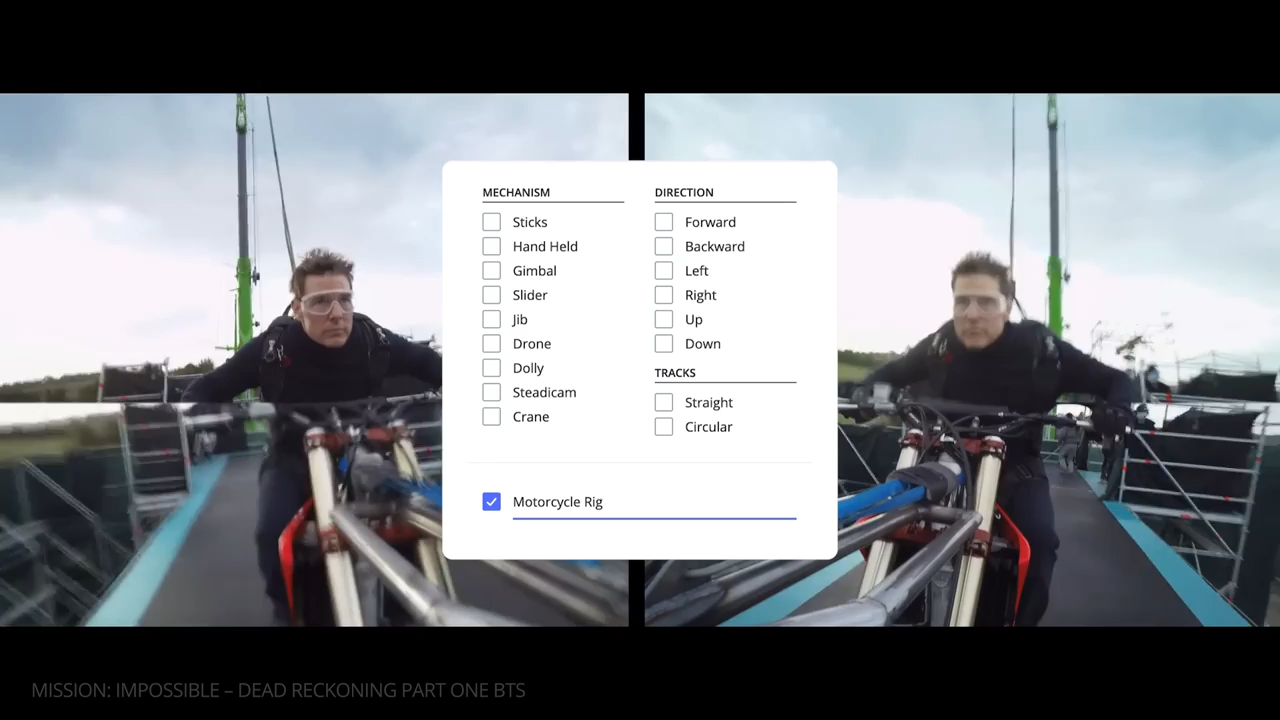 MECHANISM
Sticks
Hand Held
Gimbal
Slider
Jib
Drone
Dolly
Steadicam
Crane
DIRECTION
Forward
Backward
Left
Right
Up
Down
TRACKS
Straight
Circular
Motorcycle Rig
MISSION: IMPOSSIBLE – DEAD RECKONING PART ONE BTS